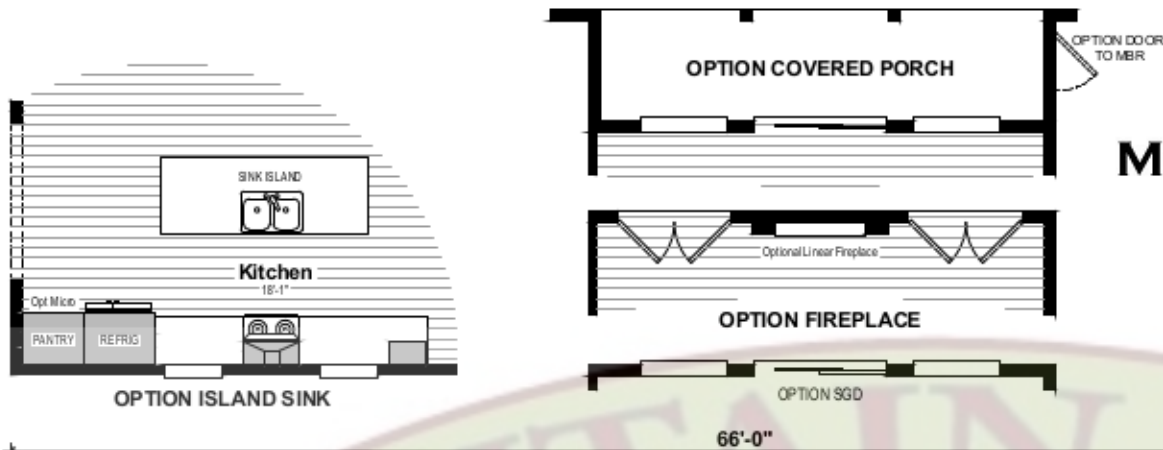 OPTION DOOR
TO MBR
OPTION COVERED PORCH
M
SINK ISLAND
Optional Linear Fireplace
Kitchen
18'-1"
Opt Micro
PANTRY
REFRIG
OPTION FIREPLACE
OPTION ISLAND SINK
OPTION SGD
66'-0"
TAIN